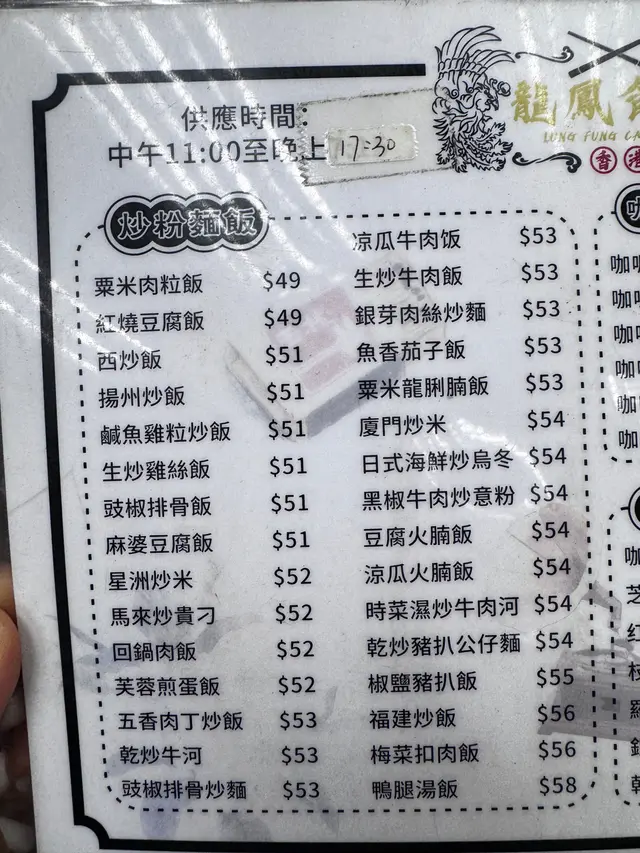 供應時間：
中午11:00至晚上 17:30
龍鳳
LUNG FUNG
香港
炒粉麵飯
粟米肉粒飯 $49
紅燒豆腐飯 $49
西炒飯 $51
揚州炒飯 $51
鹹魚雞粒炒飯 $51
生炒雞絲飯 $51
豉椒排骨飯 $51
麻婆豆腐飯 $51
星洲炒米 $52
馬來炒貴刁 $52
回鍋肉飯 $52
芙蓉煎蛋飯 $52
五香肉丁炒飯 $53
乾炒牛河 $53
豉椒排骨炒麵 $53
凉瓜牛肉饭 $53
生炒牛肉飯 $53
銀芽肉絲炒麵 $53
魚香茄子飯 $53
粟米龍脷腩飯 $53
廈門炒米 $54
日式海鮮炒烏冬 $54
黑椒牛肉炒意粉 $54
豆腐火腩飯 $54
涼瓜火腩飯 $54
時菜濕炒牛肉河 $54
乾炒豬扒公仔麵 $54
椒鹽豬扒飯 $55
福建炒飯 $56
梅菜扣肉飯 $56
鴨腿湯飯 $58
咖
咖
咖
咖
咖
咖
咖
芝
紅